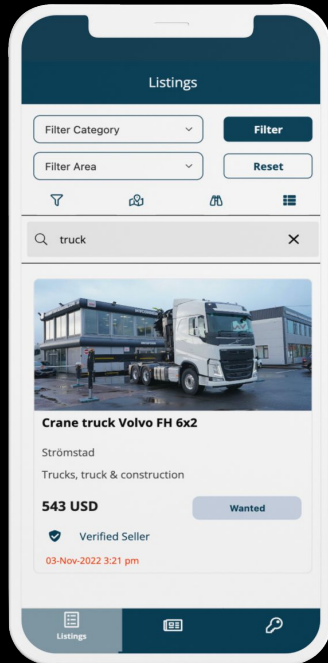 Listings
Filter Category
Filter
Filter Area
Reset
truck
Crane truck Volvo FH 6x2
Strömstad
Trucks, truck & construction
543 USD
Wanted
Verified Seller
03-Nov-2022 3:21 pm
Listings